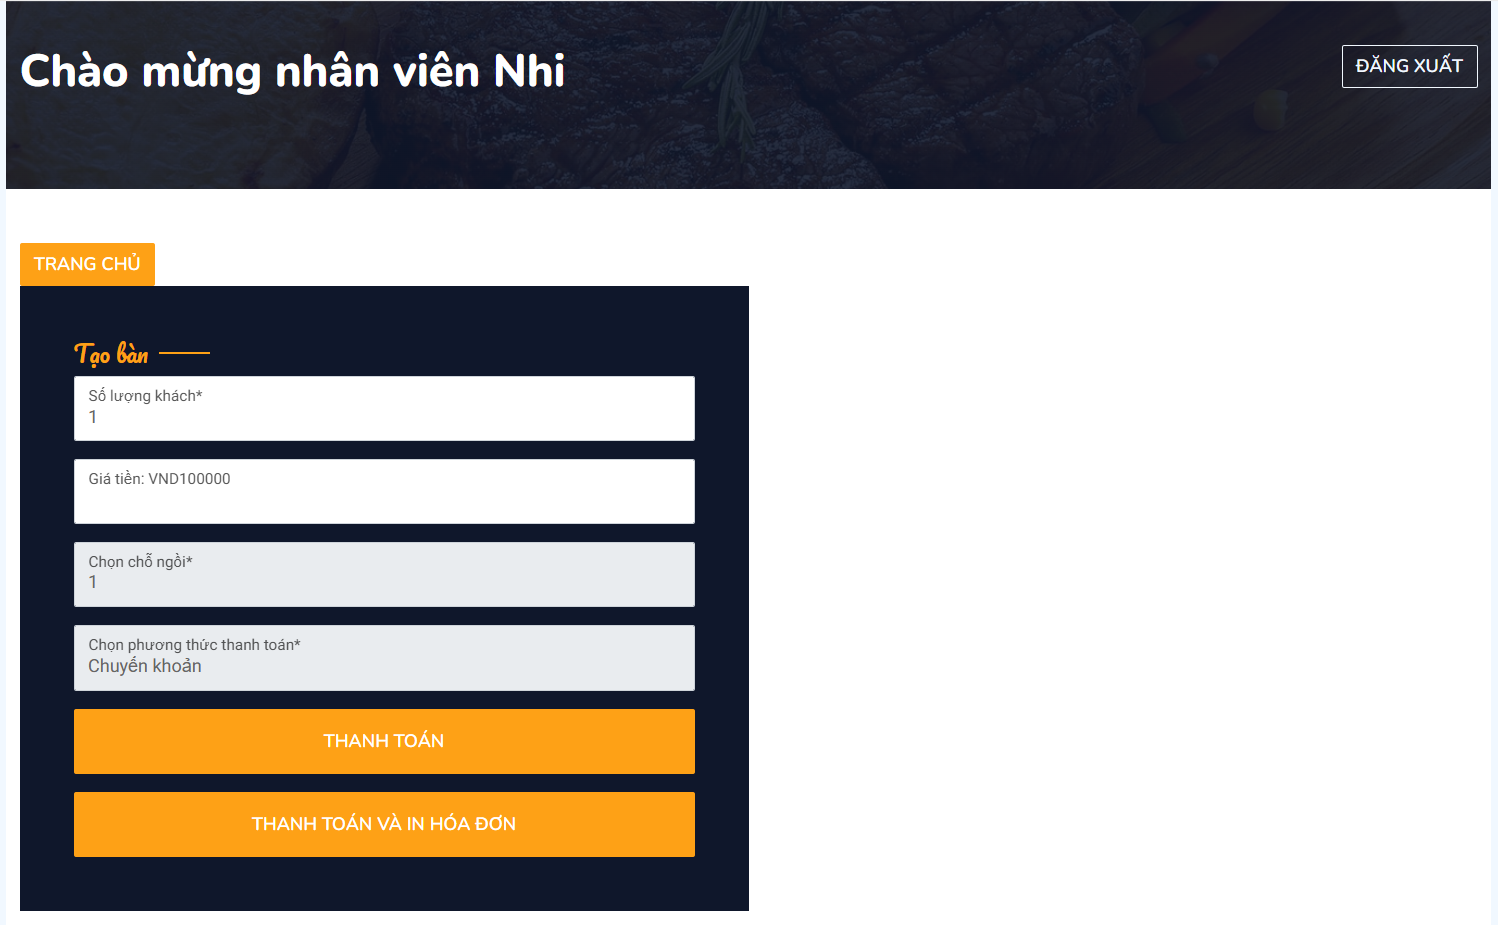 Chào mừng nhân viên Nhi
ĐĂNG XUẤT
TRANG CHỦ
Tạo bàn
Số lượng khách*
1
Giá tiền: VND100000
Chọn chỗ ngồi*
1
Chọn phương thức thanh toán*
Chuyển khoản
THANH TOÁN
THANH TOÁN VÀ IN HÓA ĐƠN